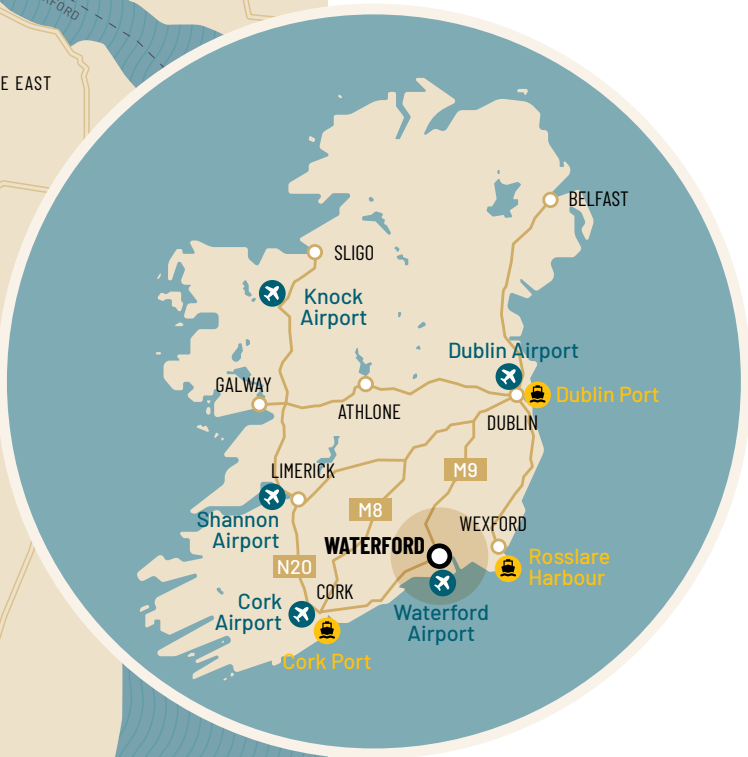 E EAST
BELFAST
SLIGO
Knock
Airport
Dublin Airport
GALWAY
Dublin Port
ATHLONE
DUBLIN
M9
LIMERICK
M8
Shannon
Airport
WEXFORD
WATERFORD
N20
Rosslare
Harbour
CORK
Cork
Airport
Waterford
Airport
Cork Port